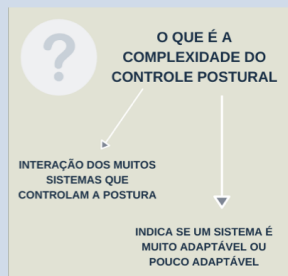 O QUE É A
COMPLEXIDADE DO
CONTROLE POSTURAL
INTERAÇÃO DOS MUITOS
SISTEMAS QUE
CONTROLAM A POSTURA
INDICA SE UM SISTEMA É
MUITO ADAPTÁVEL OU
POUCO ADAPTÁVEL